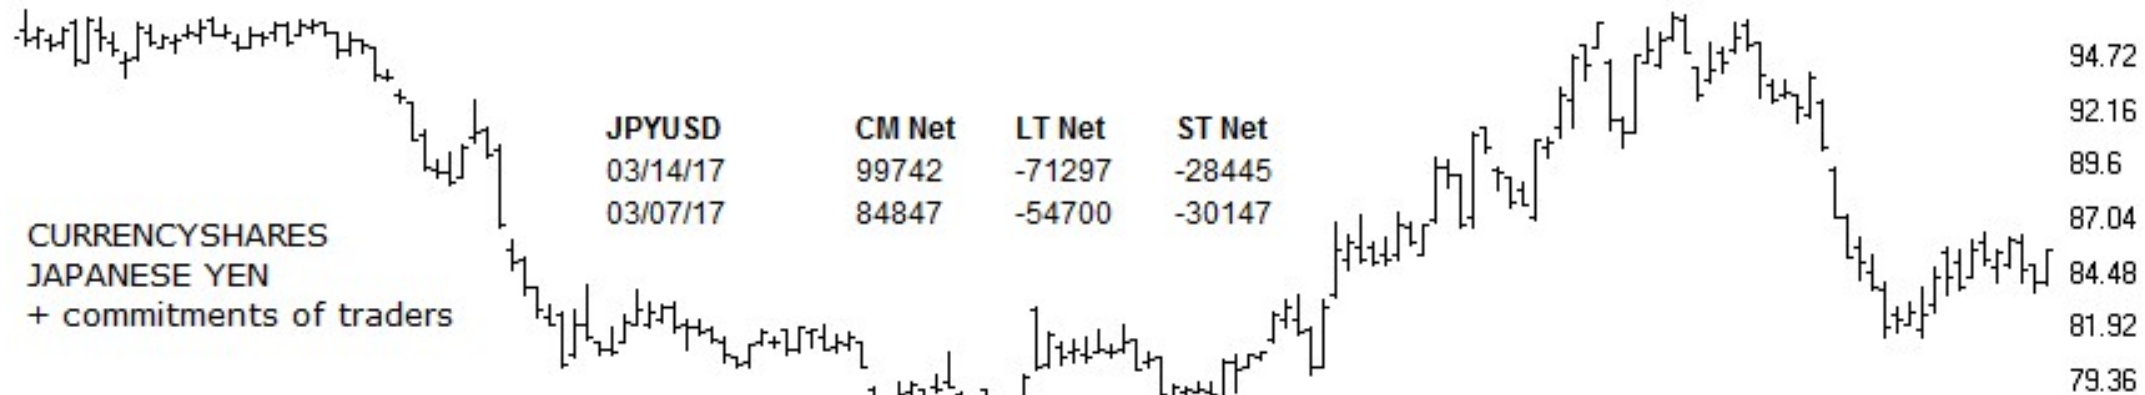 JPYUSD CM Net LT Net ST Net
03/14/17 99742 -71297 -28445
03/07/17 84847 -54700 -30147
CURRENCYSHARES
JAPANESE YEN
+ commitments of traders
94.72
92.16
89.6
87.04
84.48
81.92
79.36